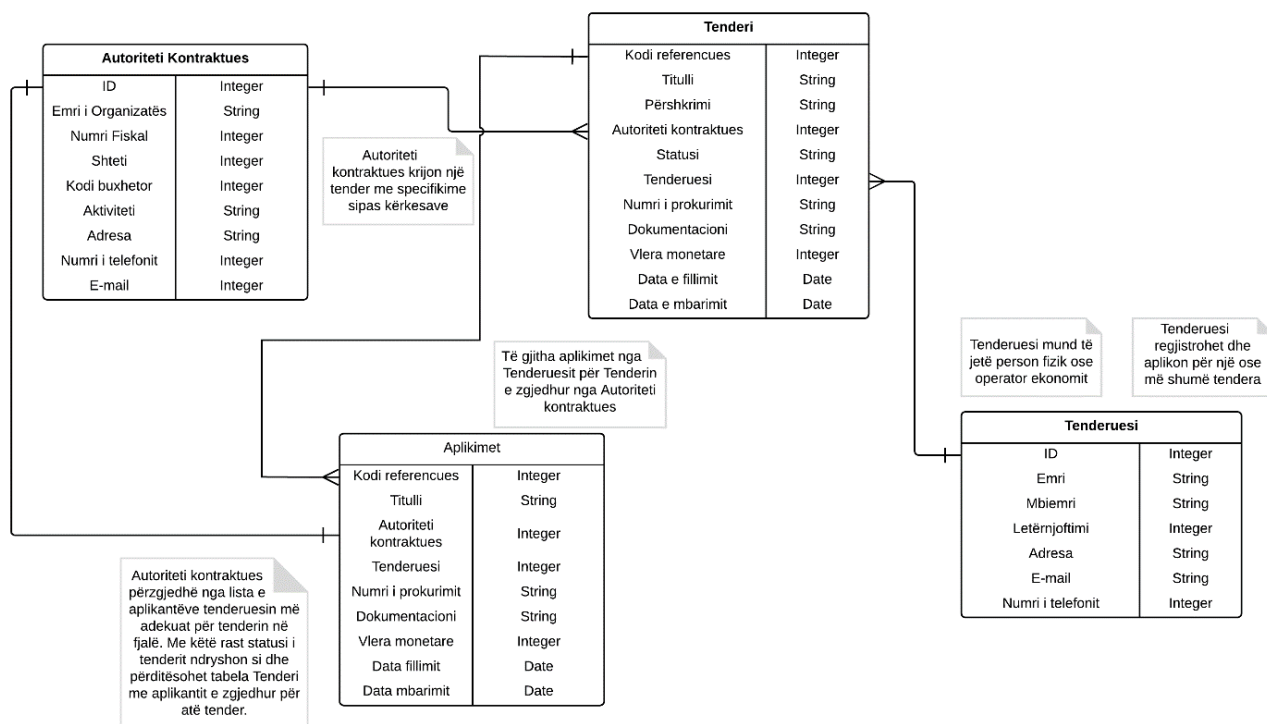 Autoriteti Kontraktues
ID Integer
Emri i Organizatës String
Numri Fiskal Integer
Shteti Integer
Kodi buxhetor Integer
Aktiviteti String
Adresa String
Numri i telefonit Integer
E-mail Integer
Autoriteti
kontraktues krijon një
tender me specifikime
sipas kërkesave
Tenderi
Kodi referencues Integer
Titulli String
Përshkrimi String
Autoriteti kontraktues Integer
Statusi String
Tenderuesi Integer
Numri i prokurimit String
Dokumentacioni String
Vlera monetare Integer
Data e fillimit Date
Data e mbarimit Date
Të gjitha aplikimet nga
Tenderuesit për Tenderin
e zgjedhur nga Autoriteti
kontraktues
Tenderuesi mund të
jetë person fizik ose
operator ekonomit
Tenderuesi
regjistrohet dhe
aplikon për një ose
më shumë tendera
Aplikimet
Kodi referencues Integer
Titulli String
Autoriteti
kontraktues Integer
Tenderuesi Integer
Numri i prokurimit String
Dokumentacioni String
Vlera monetare Integer
Data fillimit Date
Data mbarimit Date
Tenderuesi
ID Integer
Emri String
Mbiemri String
Letërnjoftimi Integer
Adresa String
E-mail String
Numri i telefonit Integer
Autoriteti kontraktues
përzgjedhë nga lista e
aplikantëve tenderuesin më
adekuat për tenderin në
fjalë. Me këtë rast statusi i
tenderit ndryshon si dhe
përditësohet tabela Tenderi
me aplikantit e zgjedhur për
atë tender.